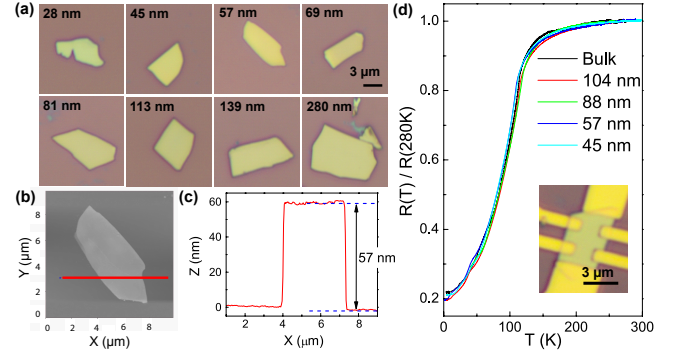 (a)
28 nm
45 nm
57 nm
69 nm
3 µm
81 nm
113 nm
139 nm
280 nm
(b)
8
6
4
2
0
Y (µm)
0 2 4 6 8
X (µm)
(c)
60
40
20
0
Z (nm)
57 nm
2 4 6 8
X (µm)
(d)
1.0
0.8
0.6
0.4
0.2
R(T) / R(280K)
Bulk
104 nm
88 nm
57 nm
45 nm
3 µm
0 100 200 300
T (K)